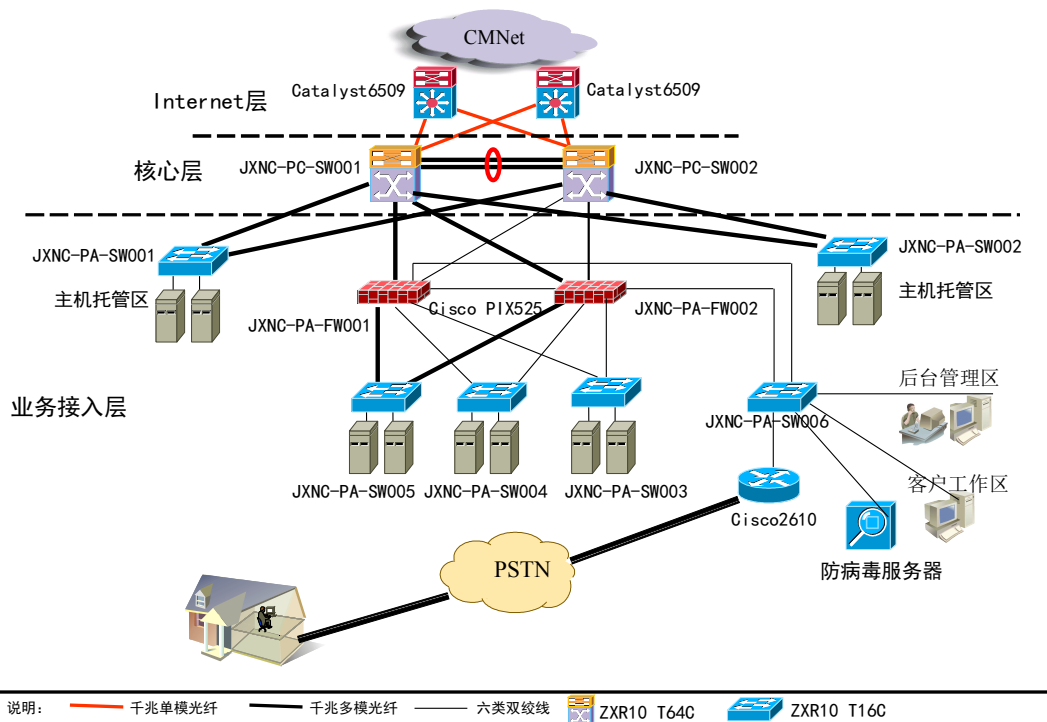 CMNet
Catalyst6509
Catalyst6509
Internet层
核心层
JXNC-PC-SW001
JXNC-PC-SW002
JXNC-PA-SW001
JXNC-PA-SW002
主机托管区
主机托管区
Cisco PIX525
JXNC-PA-FW001
JXNC-PA-FW002
业务接入层
后台管理区
JXNC-PA-SW006
JXNC-PA-SW005
JXNC-PA-SW004
JXNC-PA-SW003
客户工作区
Cisco2610
防病毒服务器
PSTN
说明:
千兆单模光纤
千兆多模光纤
六类双绞线
ZXR10 T64C
ZXR10 T16C